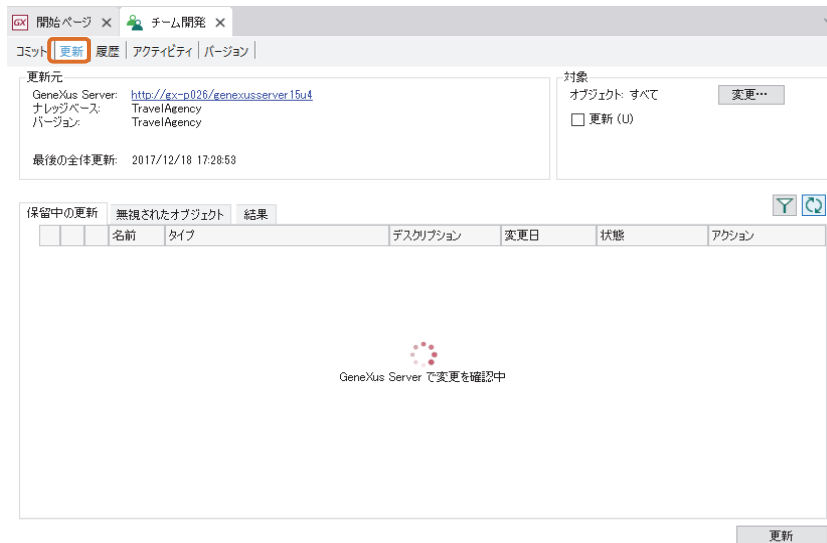 GX 開始ページ × チーム開発 ×
コミット 更新 履歴 アクティビティ バージョン
更新元
GeneXus Server: http://gx-p026/genexusserver15u4
ナレッジベース: TravelAgency
バージョン: TravelAgency
最後の全体更新: 2017/12/18 17:28:53
対象
オブジェクト: すべて 変更…
更新 (U)
保留中の更新 無視されたオブジェクト 結果
名前 タイプ デスクリプション 変更日 状態 アクション
GeneXus Server で変更を確認中
更新